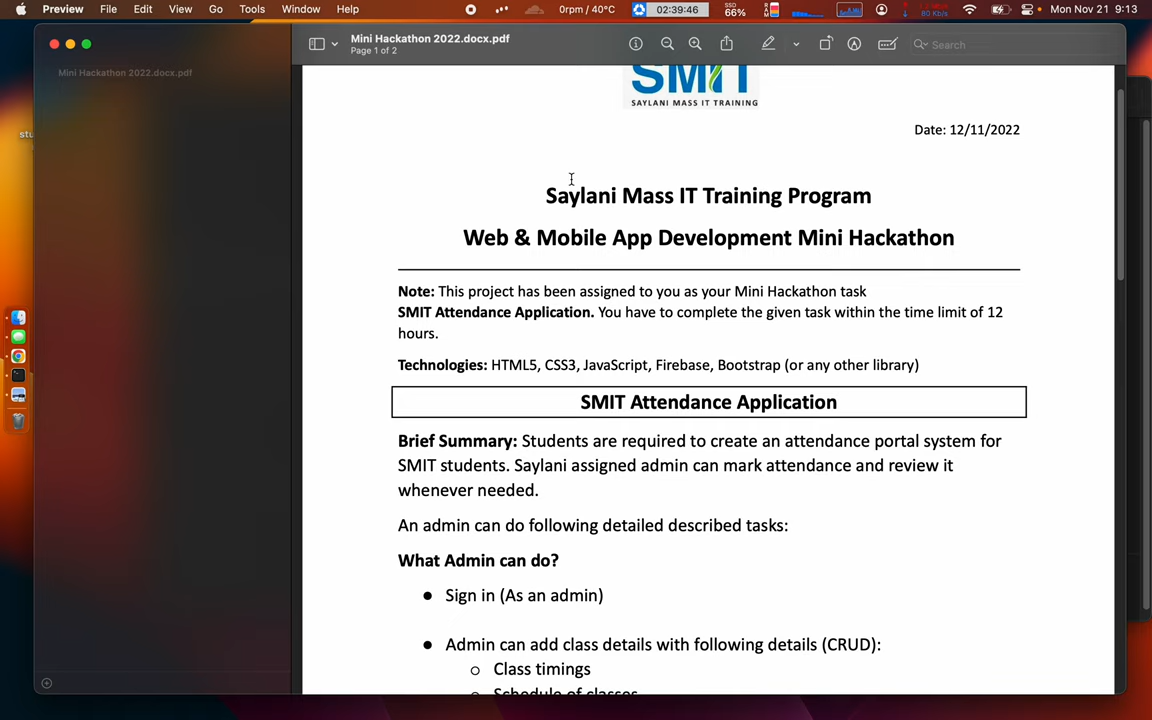 Preview File Edit View Go Tools Window Help 0rpm / 40°C 02:39:46 SSD 66% Mon Nov 21 9:13
Mini Hackathon 2022.docx.pdf
Page 1 of 2
Search
Mini Hackathon 2022.docx.pdf
SMIT
SAYLANI MASS IT TRAINING
Date: 12/11/2022
Saylani Mass IT Training Program
Web & Mobile App Development Mini Hackathon
Note: This project has been assigned to you as your Mini Hackathon task
SMIT Attendance Application. You have to complete the given task within the time limit of 12
hours.
Technologies: HTML5, CSS3, JavaScript, Firebase, Bootstrap (or any other library)
SMIT Attendance Application
Brief Summary: Students are required to create an attendance portal system for
SMIT students. Saylani assigned admin can mark attendance and review it
whenever needed.
An admin can do following detailed described tasks:
What Admin can do?
● Sign in (As an admin)
● Admin can add class details with following details (CRUD):
o Class timings
o Schedule of classes
stu